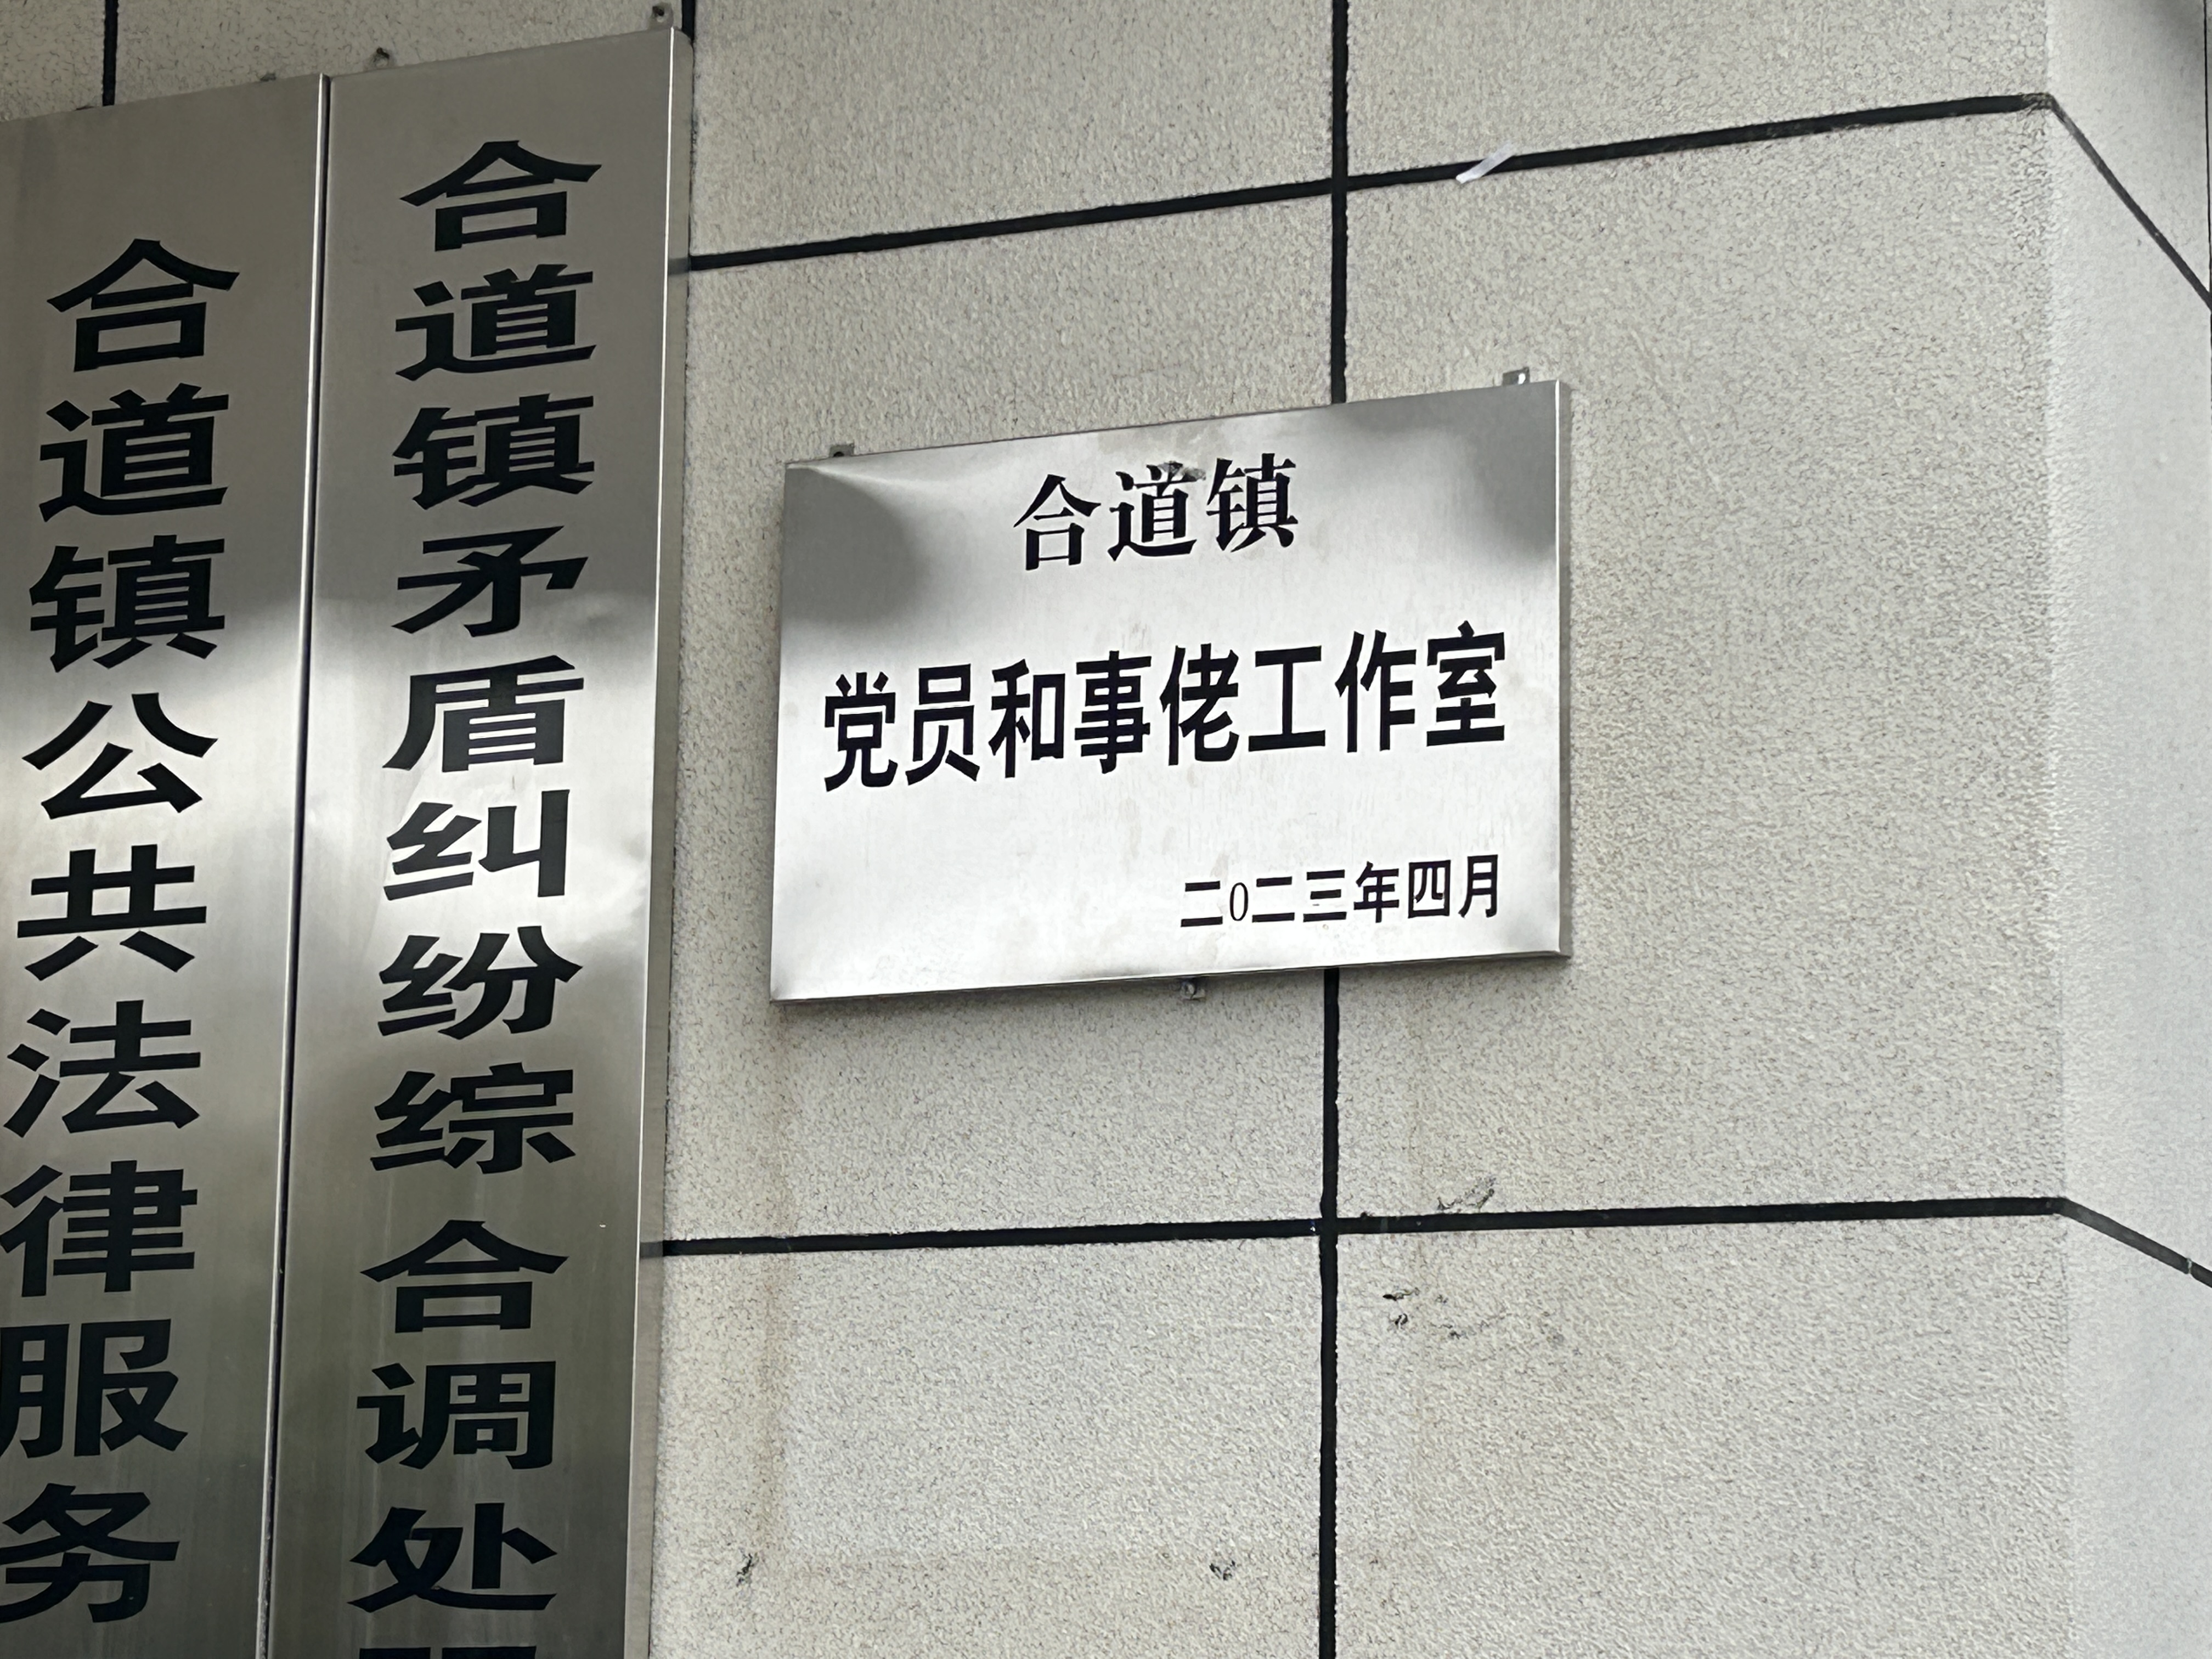 合道镇公共法律服务
合道镇矛盾纠纷综合调处
合道镇
党员和事佬工作室
二0二三年四月